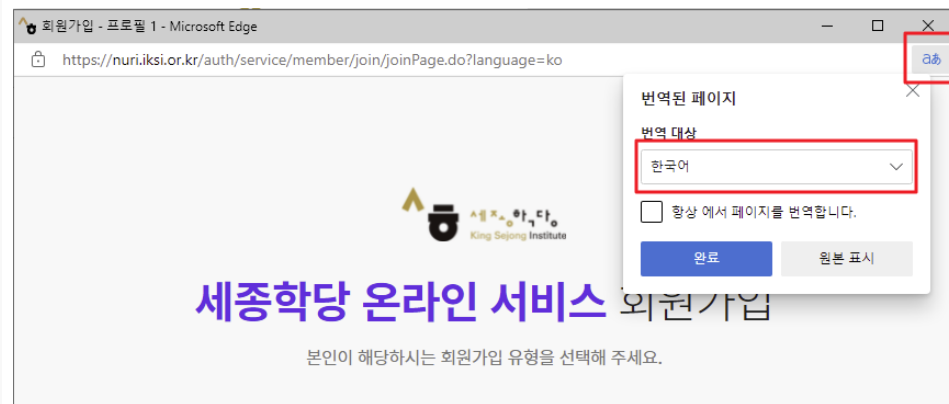 회원가입 - 프로필 1 - Microsoft Edge
https://nuri.iksi.or.kr/auth/service/member/join/joinPage.do?language=ko
aあ
번역된 페이지
번역 대상
한국어
항상 에서 페이지를 번역합니다.
완료 원본 표시
세종학당
King Sejong Institute
세종학당 온라인 서비스 회원가입
본인이 해당하시는 회원가입 유형을 선택해 주세요.